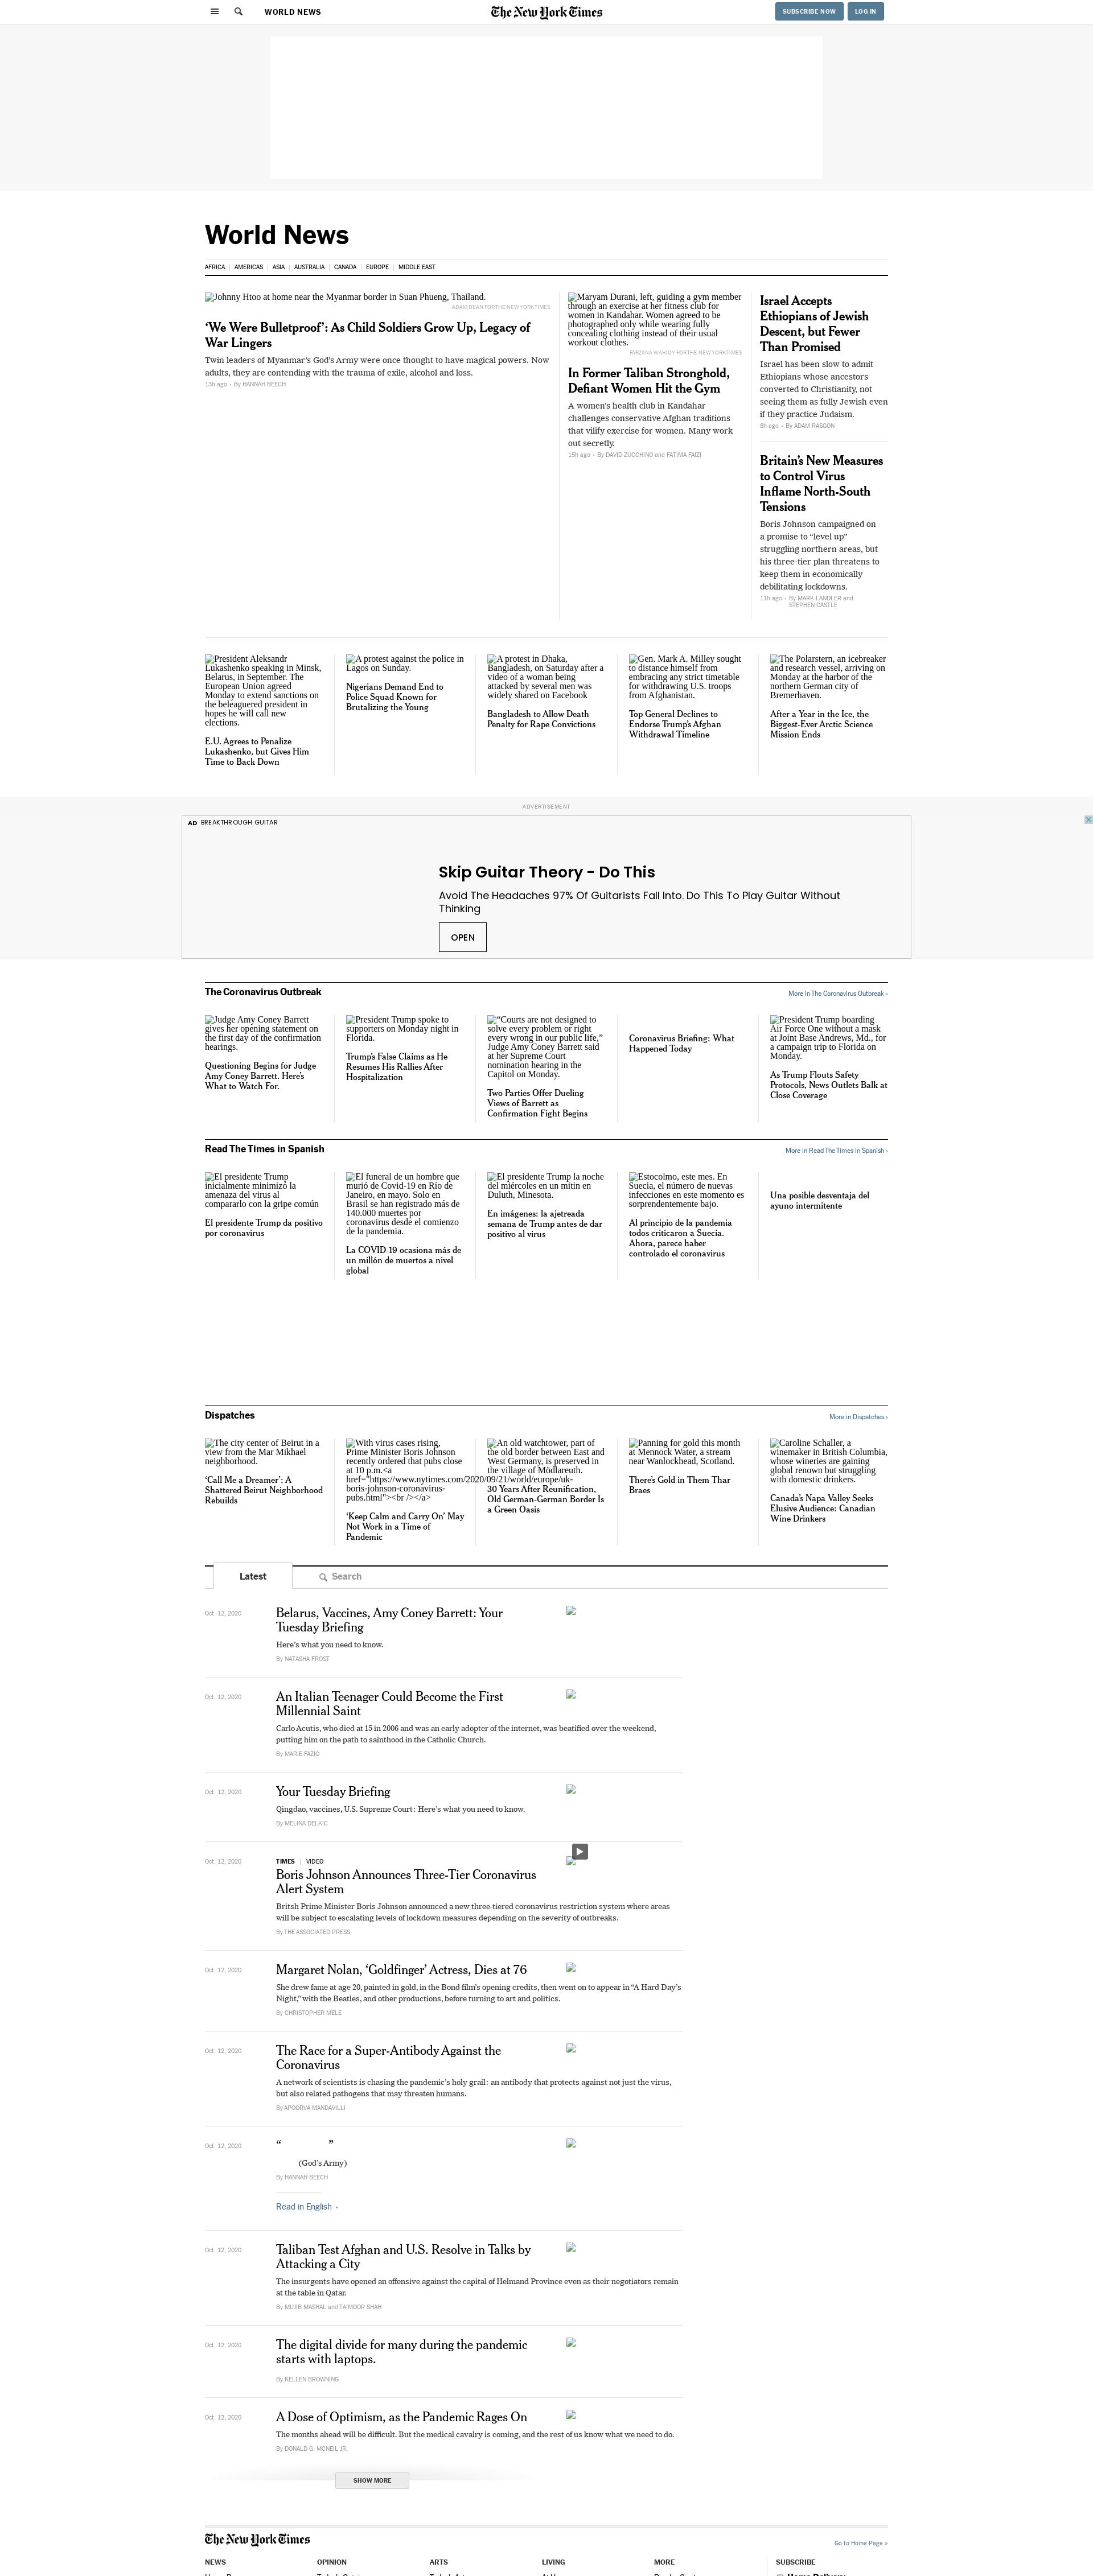 WORLD NEWS
The New York Times
SUBSCRIBE NOW
LOG IN
World News
AFRICA
AMERICAS
ASIA
AUSTRALIA
CANADA
EUROPE
MIDDLE EAST
Johnny Htoo at home near the Myanmar border in Suan Phueng, Thailand.
ADAM DEAN FOR THE NEW YORK TIMES
‘We Were Bulletproof’: As Child Soldiers Grow Up, Legacy of
War Lingers
Twin leaders of Myanmar’s God’s Army were once thought to have magical powers. Now
adults, they are contending with the trauma of exile, alcohol and loss.
13h ago • By HANNAH BEECH
Maryam Durani, left, guiding a gym member
through an exercise at her fitness club for
women in Kandahar. Women agreed to be
photographed only while wearing fully
concealing clothing instead of their usual
workout clothes.
FARZANA WAHIDY FOR THE NEW YORK TIMES
In Former Taliban Stronghold,
Defiant Women Hit the Gym
A women’s health club in Kandahar
challenges conservative Afghan traditions
that vilify exercise for women. Many work
out secretly.
15h ago • By DAVID ZUCCHINO and FATIMA FAIZI
Israel Accepts
Ethiopians of Jewish
Descent, but Fewer
Than Promised
Israel has been slow to admit
Ethiopians whose ancestors
converted to Christianity, not
seeing them as fully Jewish even
if they practice Judaism.
8h ago • By ADAM RASGON
Britain’s New Measures
to Control Virus
Inflame North-South
Tensions
Boris Johnson campaigned on
a promise to “level up”
struggling northern areas, but
his three-tier plan threatens to
keep them in economically
debilitating lockdowns.
11h ago • By MARK LANDLER and
STEPHEN CASTLE
President Aleksandr
Lukashenko speaking in Minsk,
Belarus, in September. The
European Union agreed
Monday to extend sanctions on
the beleaguered president in
hopes he will call new
elections.
E.U. Agrees to Penalize
Lukashenko, but Gives Him
Time to Back Down
A protest against the police in
Lagos on Sunday.
Nigerians Demand End to
Police Squad Known for
Brutalizing the Young
A protest in Dhaka,
Bangladesh, on Saturday after a
video of a woman being
attacked by several men was
widely shared on Facebook
Bangladesh to Allow Death
Penalty for Rape Convictions
Gen. Mark A. Milley sought
to distance himself from
embracing any strict timetable
for withdrawing U.S. troops
from Afghanistan.
Top General Declines to
Endorse Trump’s Afghan
Withdrawal Timeline
The Polarstern, an icebreaker
and research vessel, arriving on
Monday at the harbor of the
northern German city of
Bremerhaven.
After a Year in the Ice, the
Biggest-Ever Arctic Science
Mission Ends
ADVERTISEMENT
AD BREAKTHROUGH GUITAR
Skip Guitar Theory - Do This
Avoid The Headaches 97% Of Guitarists Fall Into. Do This To Play Guitar Without
Thinking
OPEN
The Coronavirus Outbreak
More in The Coronavirus Outbreak ›
Judge Amy Coney Barrett
gives her opening statement on
the first day of the confirmation
hearings.
Questioning Begins for Judge
Amy Coney Barrett. Here’s
What to Watch For.
President Trump spoke to
supporters on Monday night in
Florida.
Trump’s False Claims as He
Resumes His Rallies After
Hospitalization
“Courts are not designed to
solve every problem or right
every wrong in our public life,”
Judge Amy Coney Barrett said
at her Supreme Court
nomination hearing in the
Capitol on Monday.
Two Parties Offer Dueling
Views of Barrett as
Confirmation Fight Begins
Coronavirus Briefing: What
Happened Today
President Trump boarding
Air Force One without a mask
at Joint Base Andrews, Md., for
a campaign trip to Florida on
Monday.
As Trump Flouts Safety
Protocols, News Outlets Balk at
Close Coverage
Read The Times in Spanish
More in Read The Times in Spanish ›
El presidente Trump
inicialmente minimizó la
amenaza del virus al
compararlo con la gripe común
El presidente Trump da positivo
por coronavirus
El funeral de un hombre que
murió de Covid-19 en Río de
Janeiro, en mayo. Solo en
Brasil se han registrado más de
140.000 muertes por
coronavirus desde el comienzo
de la pandemia.
La COVID-19 ocasiona más de
un millón de muertos a nivel
global
El presidente Trump la noche
del miércoles en un mitin en
Duluth, Minesota.
En imágenes: la ajetreada
semana de Trump antes de dar
positivo al virus
Estocolmo, este mes. En
Suecia, el número de nuevas
infecciones en este momento es
sorprendentemente bajo.
Al principio de la pandemia
todos criticaron a Suecia.
Ahora, parece haber
controlado el coronavirus
Una posible desventaja del
ayuno intermitente
Dispatches
More in Dispatches ›
The city center of Beirut in a
view from the Mar Mikhael
neighborhood.
‘Call Me a Dreamer’: A
Shattered Beirut Neighborhood
Rebuilds
With virus cases rising,
Prime Minister Boris Johnson
recently ordered that pubs close
at 10 p.m.<a
href="https://www.nytimes.com/2020/09/21/world/europe/uk-
boris-johnson-coronavirus-
pubs.html"><br /></a>
‘Keep Calm and Carry On’ May
Not Work in a Time of
Pandemic
An old watchtower, part of
the old border between East and
West Germany, is preserved in
the village of Mödlareuth.
30 Years After Reunification,
Old German-German Border Is
a Green Oasis
Panning for gold this month
at Mennock Water, a stream
near Wanlockhead, Scotland.
There’s Gold in Them Thar
Braes
Caroline Schaller, a
winemaker in British Columbia,
whose wineries are gaining
global renown but struggling
with domestic drinkers.
Canada’s Napa Valley Seeks
Elusive Audience: Canadian
Wine Drinkers
Latest
Search
Oct. 12, 2020
Belarus, Vaccines, Amy Coney Barrett: Your
Tuesday Briefing
Here’s what you need to know.
By NATASHA FROST
Oct. 12, 2020
An Italian Teenager Could Become the First
Millennial Saint
Carlo Acutis, who died at 15 in 2006 and was an early adopter of the internet, was beatified over the weekend,
putting him on the path to sainthood in the Catholic Church.
By MARIE FAZIO
Oct. 12, 2020
Your Tuesday Briefing
Qingdao, vaccines, U.S. Supreme Court: Here’s what you need to know.
By MELINA DELKIC
Oct. 12, 2020
TIMES | VIDEO
Boris Johnson Announces Three-Tier Coronavirus
Alert System
Britsh Prime Minister Boris Johnson announced a new three-tiered coronavirus restriction system where areas
will be subject to escalating levels of lockdown measures depending on the severity of outbreaks.
By THE ASSOCIATED PRESS
Oct. 12, 2020
Margaret Nolan, ‘Goldfinger’ Actress, Dies at 76
She drew fame at age 20, painted in gold, in the Bond film’s opening credits, then went on to appear in “A Hard Day’s
Night,” with the Beatles, and other productions, before turning to art and politics.
By CHRISTOPHER MELE
Oct. 12, 2020
The Race for a Super-Antibody Against the
Coronavirus
A network of scientists is chasing the pandemic’s holy grail: an antibody that protects against not just the virus,
but also related pathogens that may threaten humans.
By APOORVA MANDAVILLI
Oct. 12, 2020
“ ”
(God’s Army)
By HANNAH BEECH
Read in English
Oct. 12, 2020
Taliban Test Afghan and U.S. Resolve in Talks by
Attacking a City
The insurgents have opened an offensive against the capital of Helmand Province even as their negotiators remain
at the table in Qatar.
By MUJIB MASHAL and TAIMOOR SHAH
Oct. 12, 2020
The digital divide for many during the pandemic
starts with laptops.
By KELLEN BROWNING
Oct. 12, 2020
A Dose of Optimism, as the Pandemic Rages On
The months ahead will be difficult. But the medical cavalry is coming, and the rest of us know what we need to do.
By DONALD G. MCNEIL JR.
SHOW MORE
The New York Times
Go to Home Page »
NEWS
OPINION
ARTS
LIVING
MORE
SUBSCRIBE